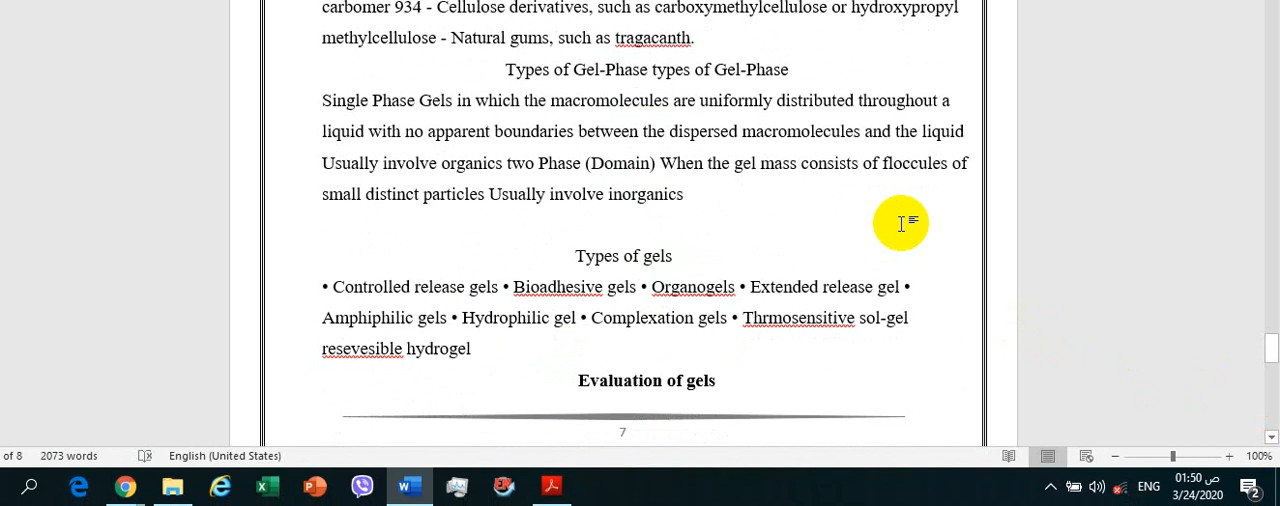 carbomer 934 - Cellulose derivatives, such as carboxymethylcellulose or hydroxypropyl
methylcellulose - Natural gums, such as tragacanth.
Types of Gel-Phase types of Gel-Phase
Single Phase Gels in which the macromolecules are uniformly distributed throughout a
liquid with no apparent boundaries between the dispersed macromolecules and the liquid
Usually involve organics two Phase (Domain) When the gel mass consists of floccules of
small distinct particles Usually involve inorganics
Types of gels
• Controlled release gels • Bioadhesive gels • Organogels • Extended release gel •
Amphiphilic gels • Hydrophilic gel • Complexation gels • Thrmosensitive sol-gel
resevesible hydrogel
Evaluation of gels
7
of 8 2073 words English (United States) 100%
ENG
01:50 ص
3/24/2020
2